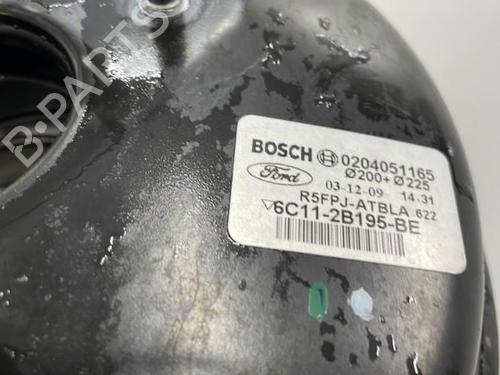 BOSCH 0204051165
Ø200+Ø225
Ford
03-12-09 14:31
R5FPJ-ATBLA 622
6C11-2B195-BE
B-PARTS